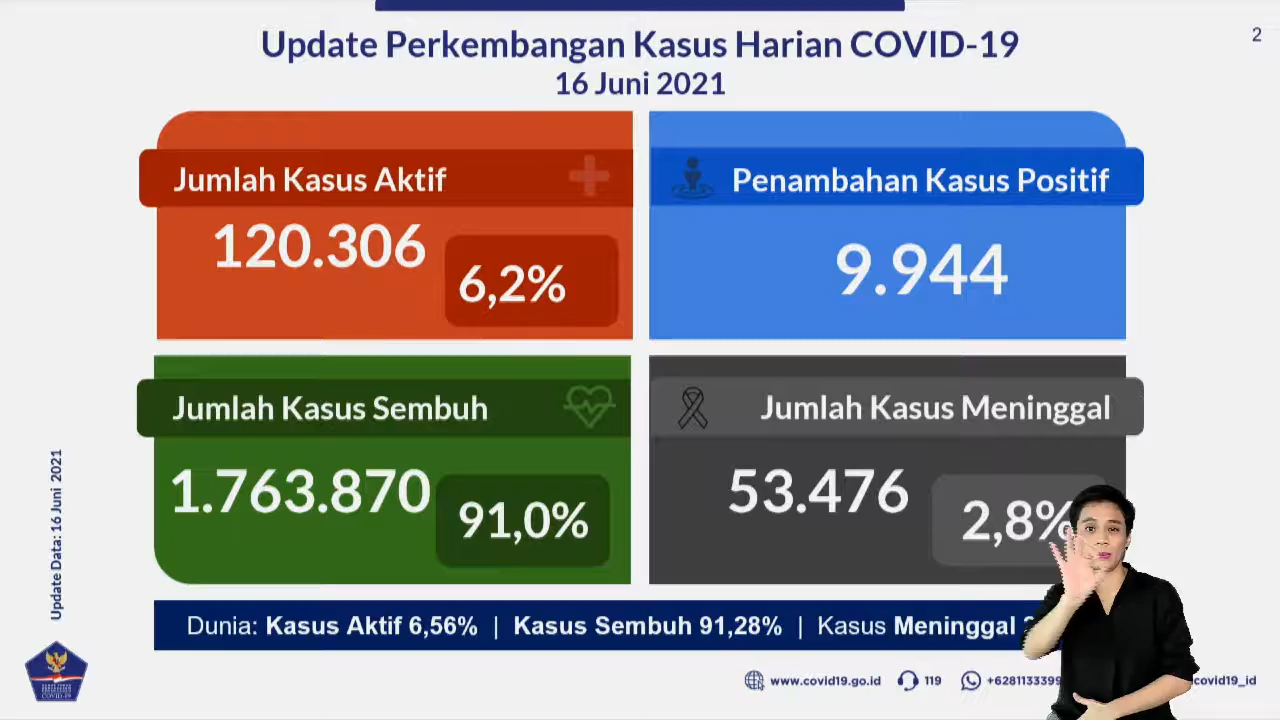 Update Perkembangan Kasus Harian COVID-19
2
16 Juni 2021
Jumlah Kasus Aktif
120.306
6,2%
Penambahan Kasus Positif
9.944
Jumlah Kasus Sembuh
1.763.870
91,0%
Jumlah Kasus Meninggal
53.476
2,8%
Update Data: 16 Juni 2021
Dunia: Kasus Aktif 6,56% | Kasus Sembuh 91,28% | Kasus Meninggal
COVID-19
www.covid19.go.id 119 +6281133399 covid19_id